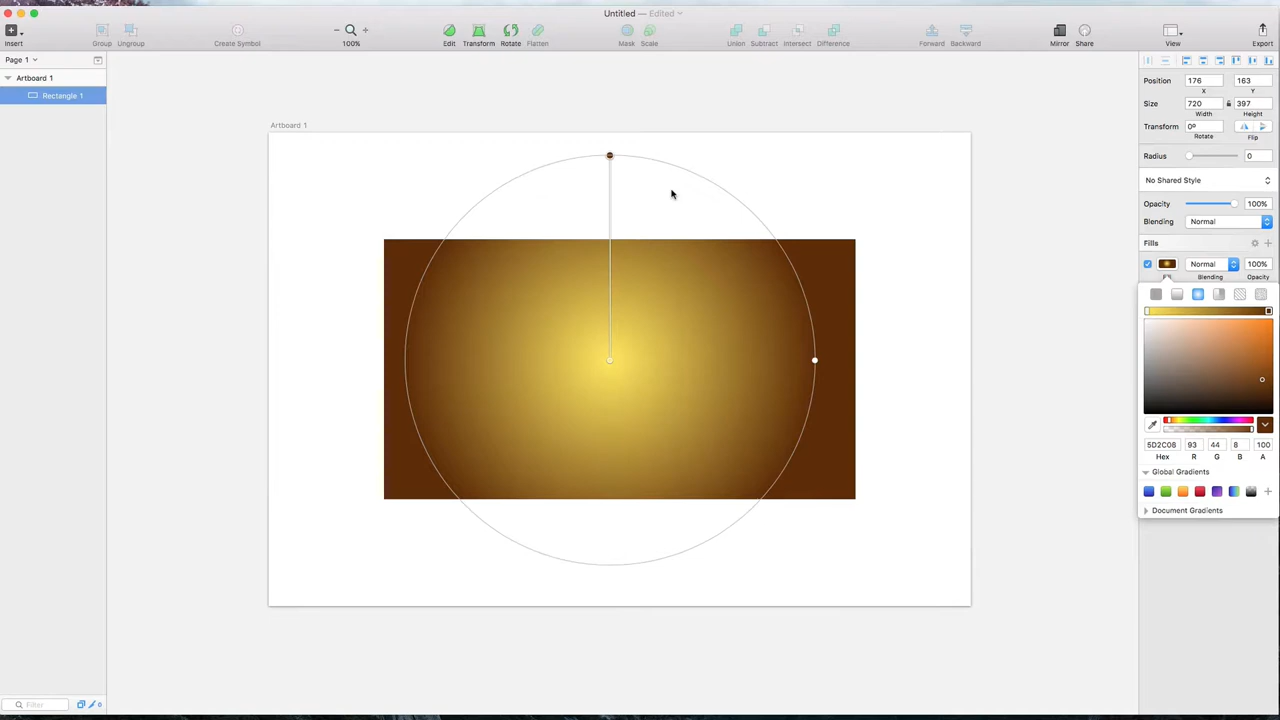 Untitled — Edited
Insert
Group
Ungroup
Create Symbol
100%
Edit
Transform
Rotate
Flatten
Mask
Scale
Union
Subtract
Intersect
Difference
Forward
Backward
Mirror
Share
View
Export
Page 1
Artboard 1
Rectangle 1
Artboard 1
Position
176
163
X
Y
Size
720
397
Width
Height
Transform
0º
Rotate
Flip
Radius
0
No Shared Style
Opacity
100%
Blending
Normal
Fills
Normal
100%
Fill
Blending
Opacity
5D2C08
93
44
8
100
Hex
R
G
B
A
Global Gradients
Document Gradients
Filter
0